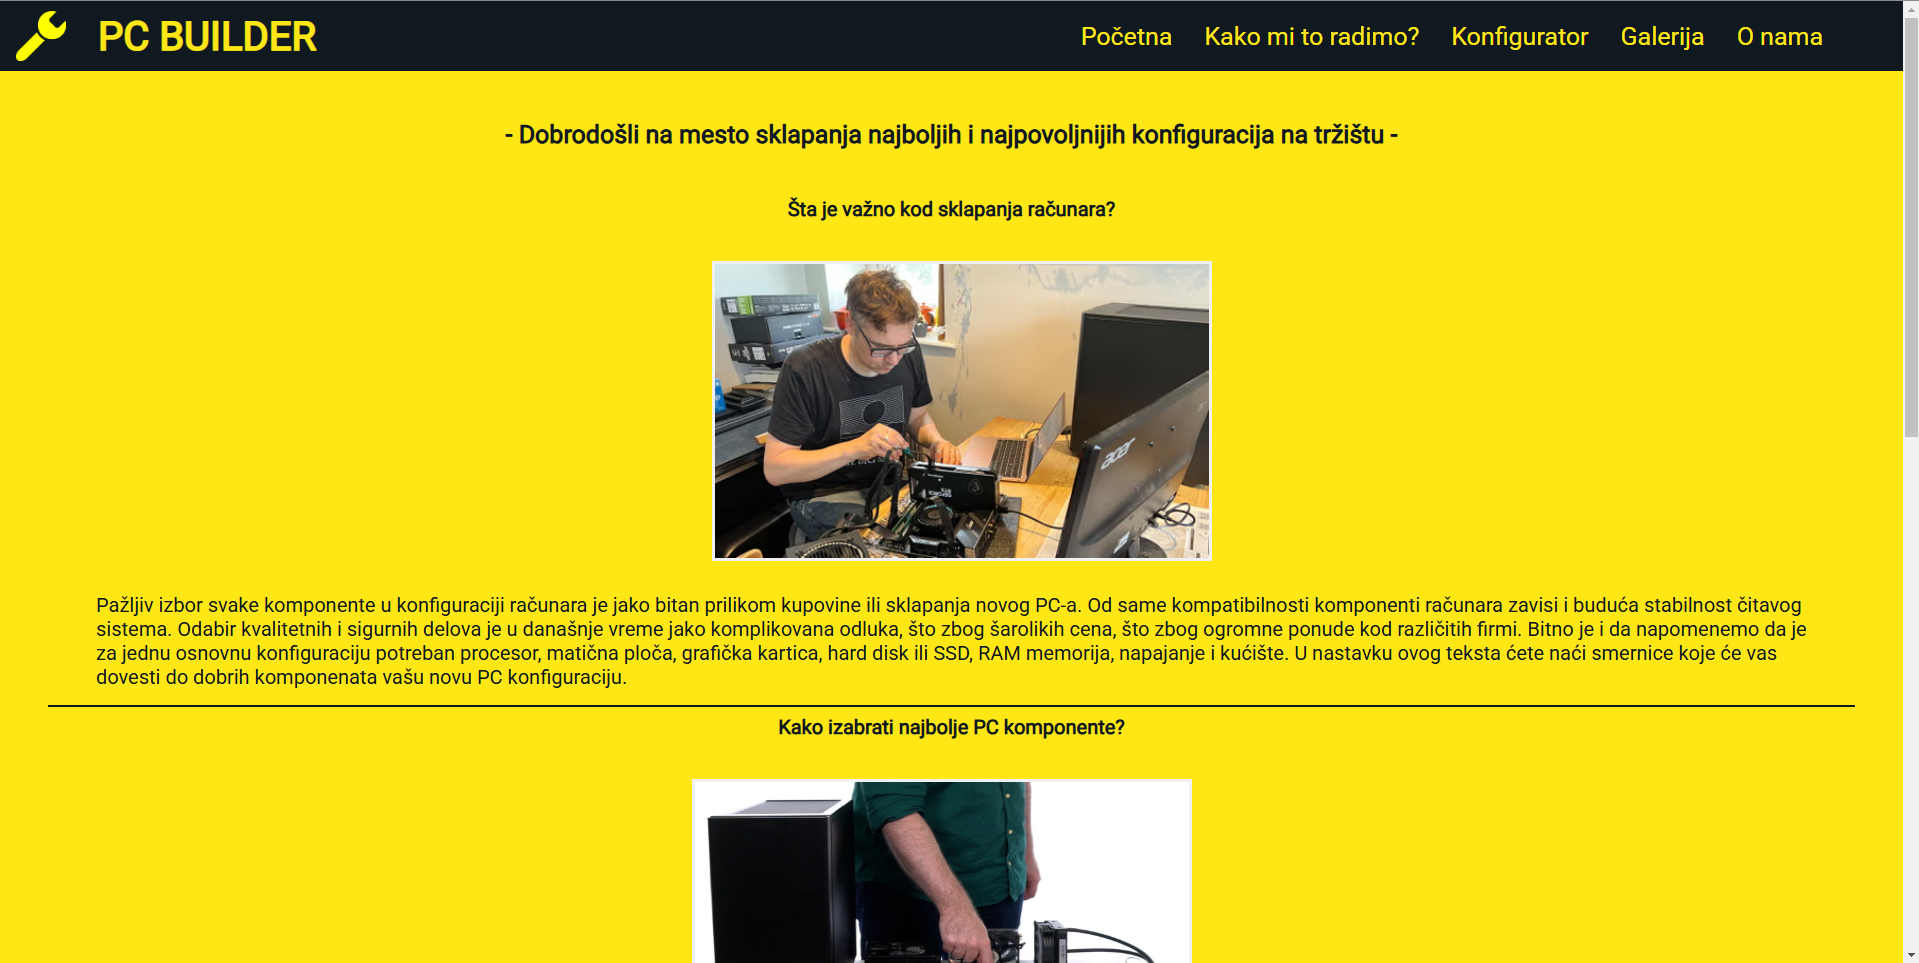 PC BUILDER
Početna Kako mi to radimo? Konfigurator Galerija O nama
- Dobrodošli na mesto sklapanja najboljih i najpovoljnijih konfiguracija na tržištu -
Šta je važno kod sklapanja računara?
acer
GEFORCE
Pažljiv izbor svake komponente u konfiguraciji računara je jako bitan prilikom kupovine ili sklapanja novog PC-a. Od same kompatibilnosti komponenti računara zavisi i buduća stabilnost čitavog
sistema. Odabir kvalitetnih i sigurnih delova je u današnje vreme jako komplikovana odluka, što zbog šarolikih cena, što zbog ogromne ponude kod različitih firmi. Bitno je i da napomenemo da je
za jednu osnovnu konfiguraciju potreban procesor, matična ploča, grafička kartica, hard disk ili SSD, RAM memorija, napajanje i kućište. U nastavku ovog teksta ćete naći smernice koje će vas
dovesti do dobrih komponenata vašu novu PC konfiguraciju.
Kako izabrati najbolje PC komponente?